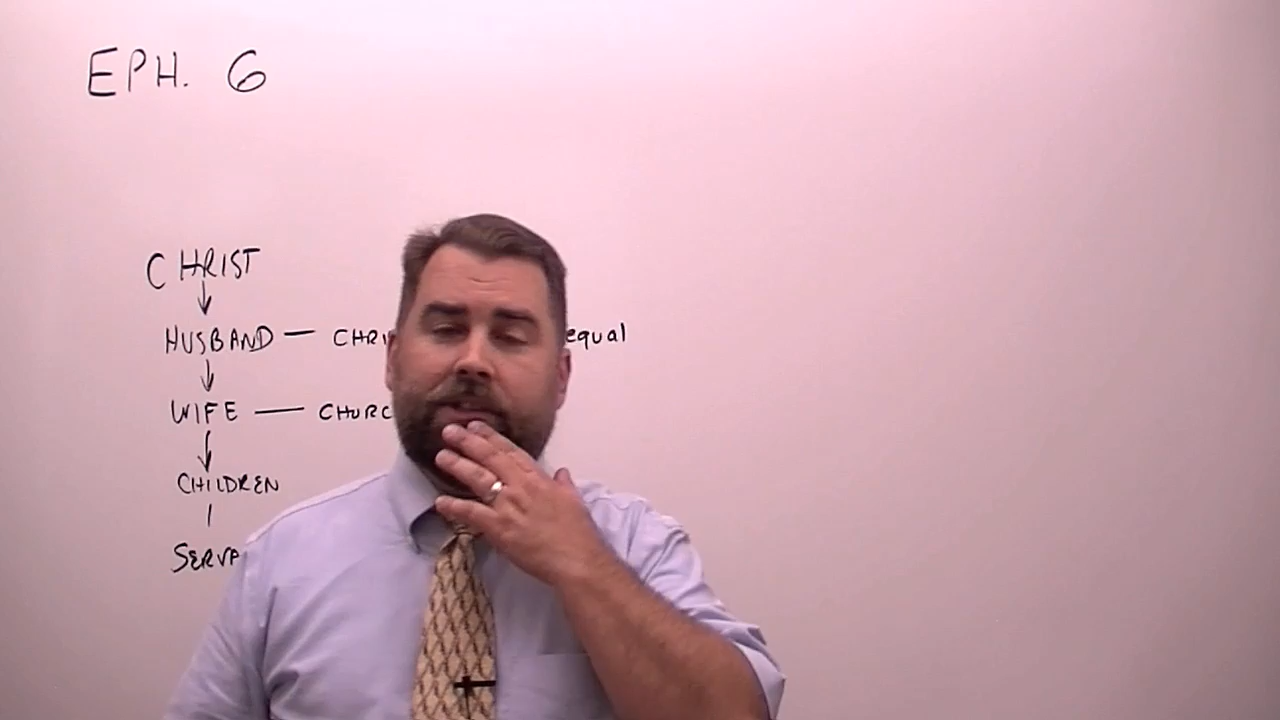 EPH. 6
CHRIST
HUSBAND — equal
WIFE —
CHILDREN